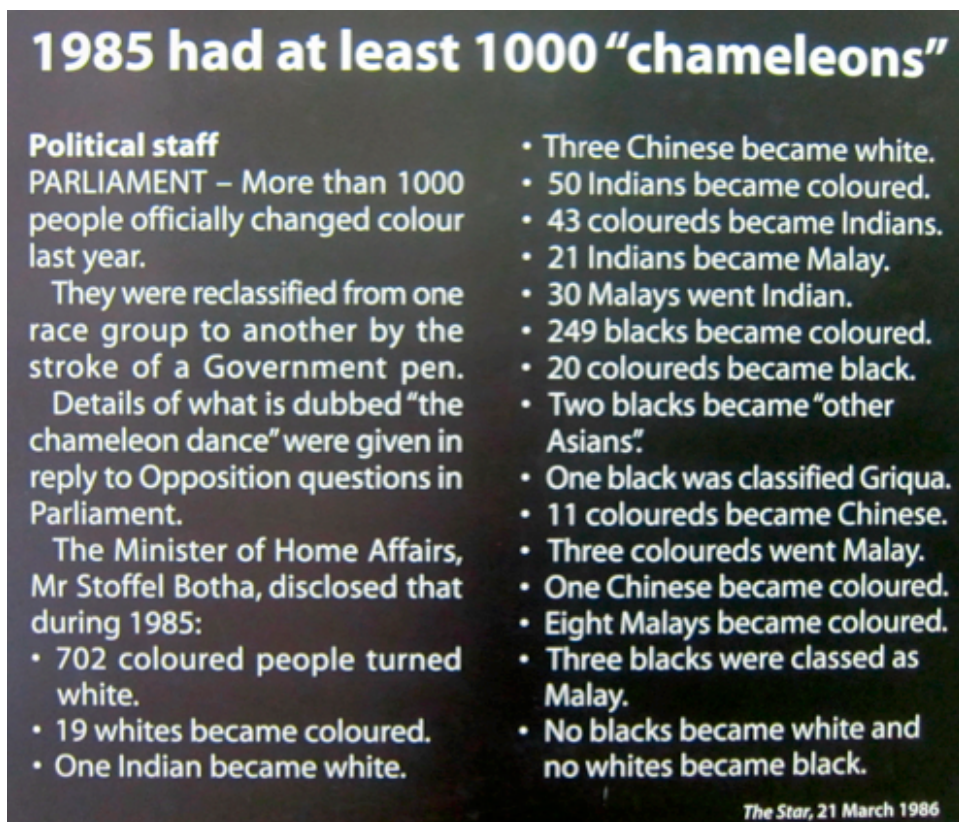 1985 had at least 1000 “chameleons”
Political staff
PARLIAMENT – More than 1000
people officially changed colour
last year.
They were reclassified from one
race group to another by the
stroke of a Government pen.
Details of what is dubbed “the
chameleon dance” were given in
reply to Opposition questions in
Parliament.
The Minister of Home Affairs,
Mr Stoffel Botha, disclosed that
during 1985:
• 702 coloured people turned
white.
• 19 whites became coloured.
• One Indian became white.
• Three Chinese became white.
• 50 Indians became coloured.
• 43 coloureds became Indians.
• 21 Indians became Malay.
• 30 Malays went Indian.
• 249 blacks became coloured.
• 20 coloureds became black.
• Two blacks became “other
Asians”.
• One black was classified Griqua.
• 11 coloureds became Chinese.
• Three coloureds went Malay.
• One Chinese became coloured.
• Eight Malays became coloured.
• Three blacks were classed as
Malay.
• No blacks became white and
no whites became black.
The Star, 21 March 1986